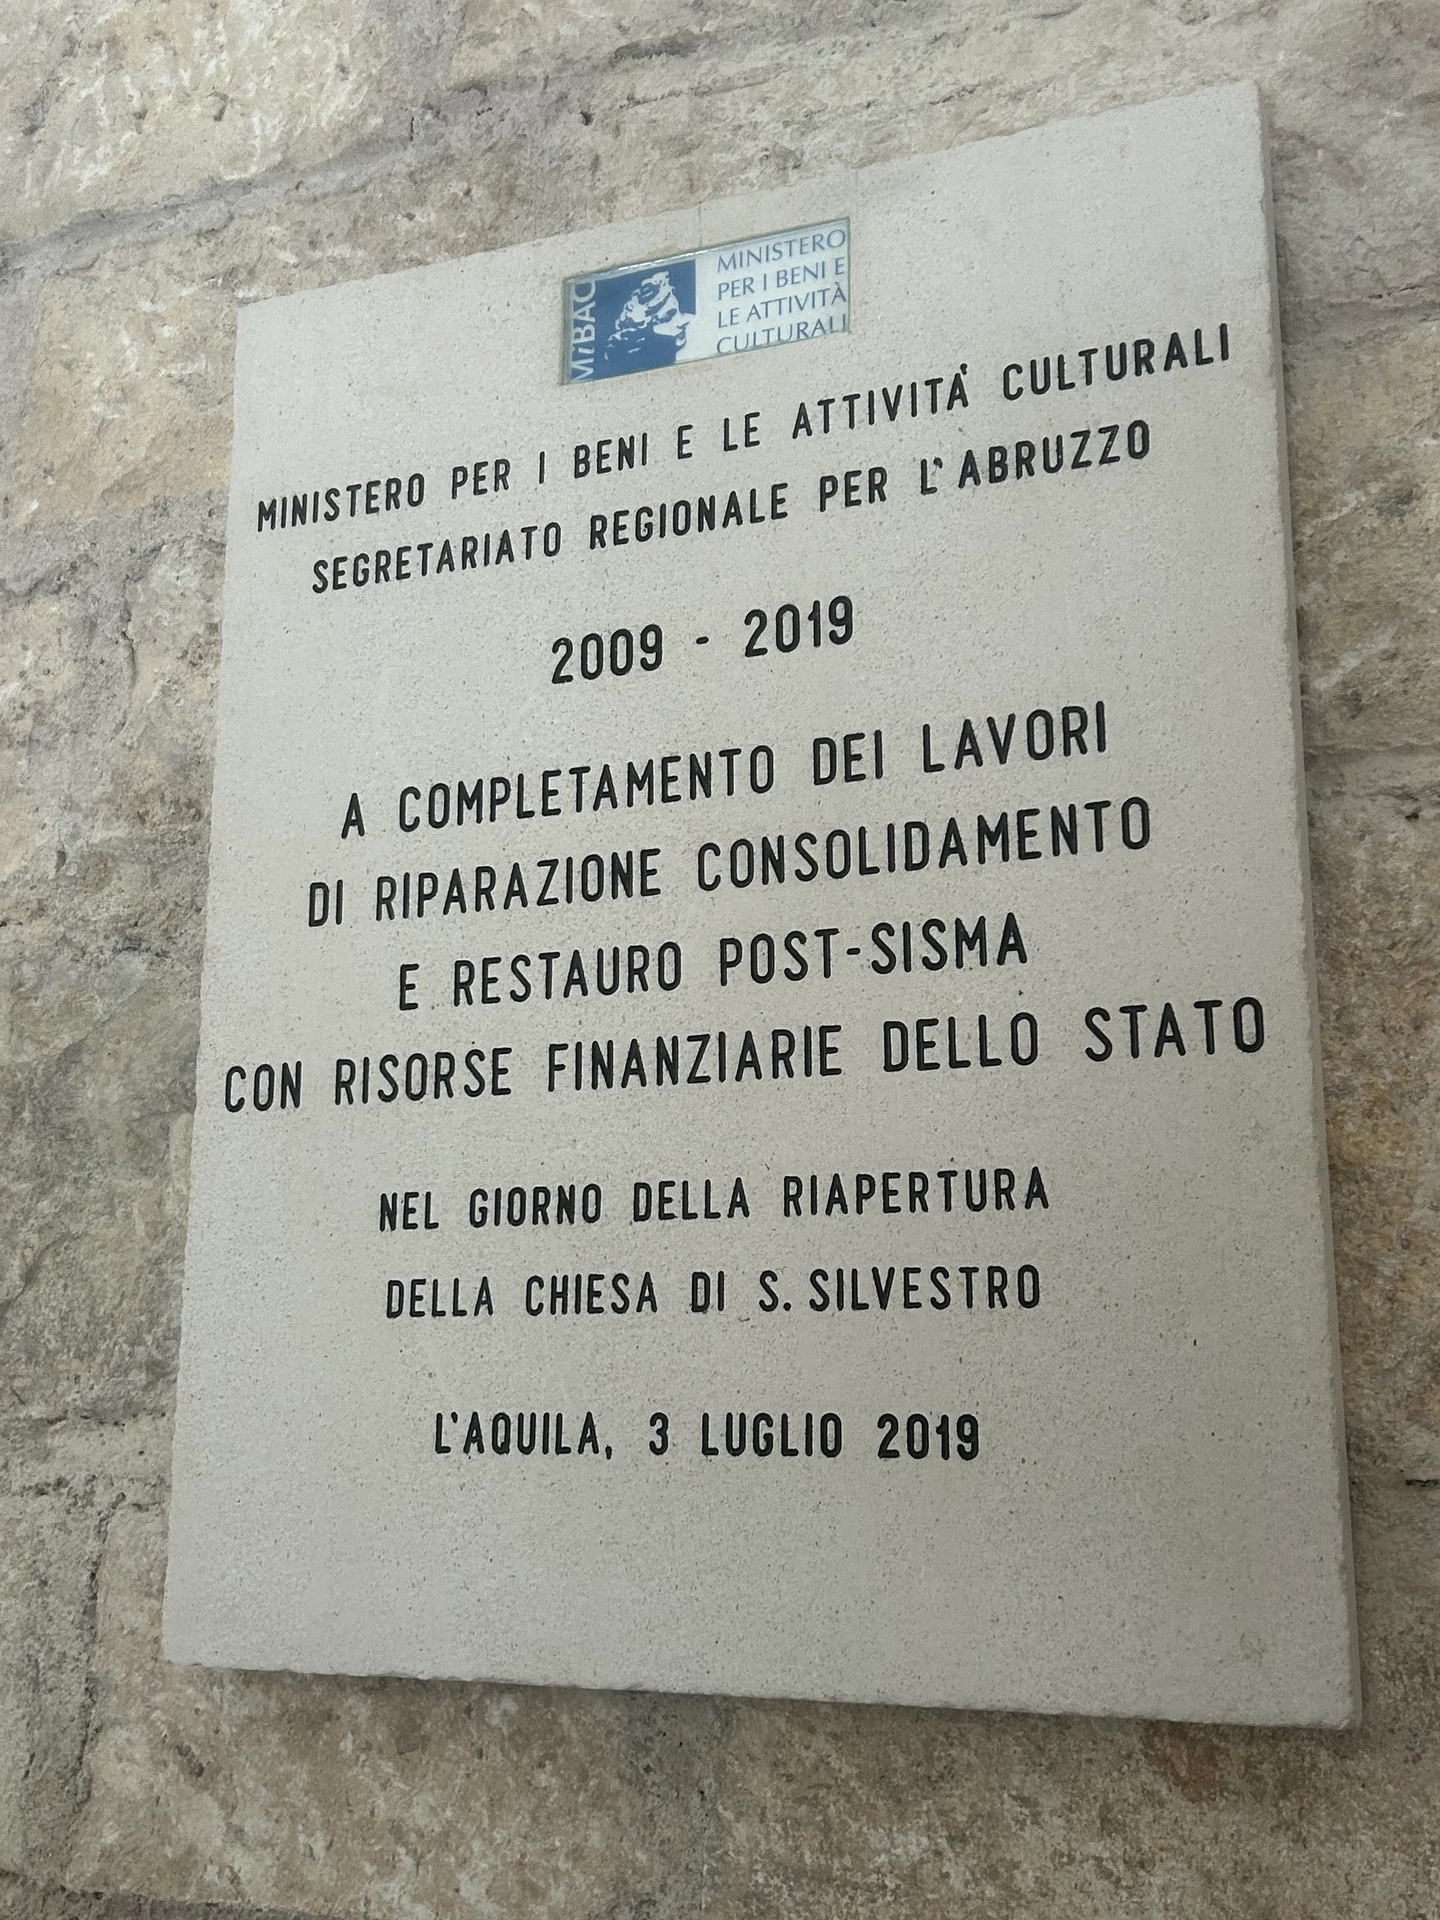 MiBAC
MINISTERO
PER I BENI E
LE ATTIVITÀ
CULTURALI
MINISTERO PER I BENI E LE ATTIVITÀ CULTURALI
SEGRETARIATO REGIONALE PER L'ABRUZZO
2009 - 2019
A COMPLETAMENTO DEI LAVORI
DI RIPARAZIONE CONSOLIDAMENTO
E RESTAURO POST-SISMA
CON RISORSE FINANZIARIE DELLO STATO
NEL GIORNO DELLA RIAPERTURA
DELLA CHIESA DI S. SILVESTRO
L'AQUILA, 3 LUGLIO 2019